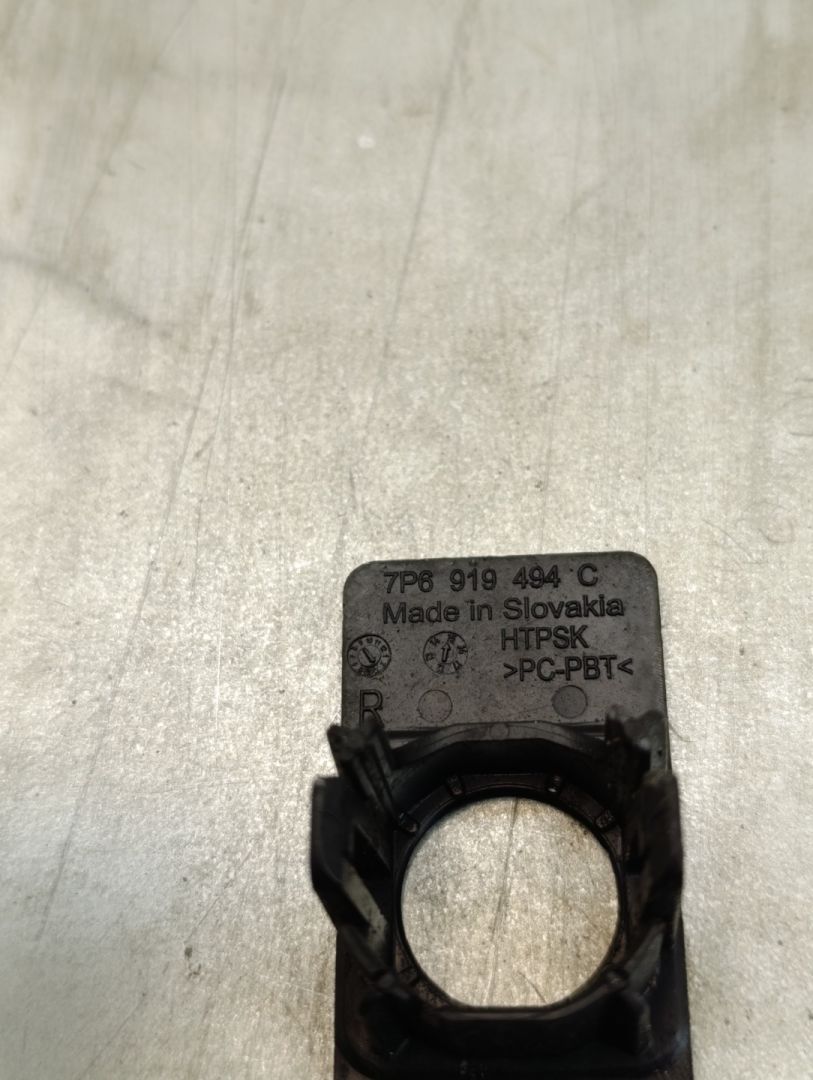 7P6 919 494 C
Made in Slovakia
HTPSK
>PC-PBT<
R